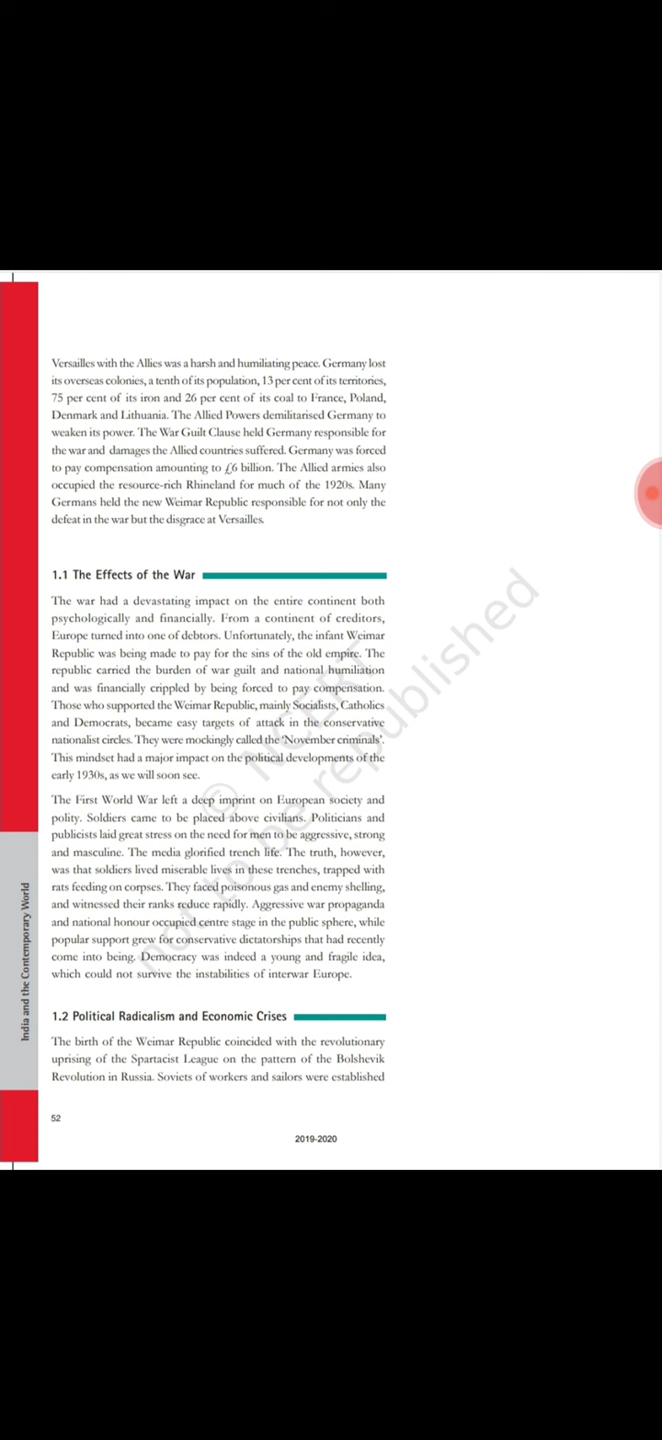 Versailles with the Allies was a harsh and humiliating peace. Germany lost
its overseas colonies, a tenth of its population, 13 per cent of its territories,
75 per cent of its iron and 26 per cent of its coal to France, Poland,
Denmark and Lithuania. The Allied Powers demilitarised Germany to
weaken its power. The War Guilt Clause held Germany responsible for
the war and damages the Allied countries suffered. Germany was forced
to pay compensation amounting to £6 billion. The Allied armies also
occupied the resource-rich Rhineland for much of the 1920s. Many
Germans held the new Weimar Republic responsible for not only the
defeat in the war but the disgrace at Versailles.
1.1 The Effects of the War
The war had a devastating impact on the entire continent both
psychologically and financially. From a continent of creditors,
Europe turned into one of debtors. Unfortunately, the infant Weimar
Republic was being made to pay for the sins of the old empire. The
republic carried the burden of war guilt and national humiliation
and was financially crippled by being forced to pay compensation.
Those who supported the Weimar Republic, mainly Socialists, Catholics
and Democrats, became easy targets of attack in the conservative
nationalist circles. They were mockingly called the 'November criminals'.
This mindset had a major impact on the political developments of the
early 1930s, as we will soon see.
The First World War left a deep imprint on European society and
polity. Soldiers came to be placed above civilians. Politicians and
publicists laid great stress on the need for men to be aggressive, strong
and masculine. The media glorified trench life. The truth, however,
was that soldiers lived miserable lives in these trenches, trapped with
rats feeding on corpses. They faced poisonous gas and enemy shelling,
and witnessed their ranks reduce rapidly. Aggressive war propaganda
and national honour occupied centre stage in the public sphere, while
popular support grew for conservative dictatorships that had recently
come into being. Democracy was indeed a young and fragile idea,
which could not survive the instabilities of interwar Europe.
1.2 Political Radicalism and Economic Crises
The birth of the Weimar Republic coincided with the revolutionary
uprising of the Spartacist League on the pattern of the Bolshevik
Revolution in Russia. Soviets of workers and sailors were established
52
2019-2020
India and the Contemporary World
© NCERT
not to be republished